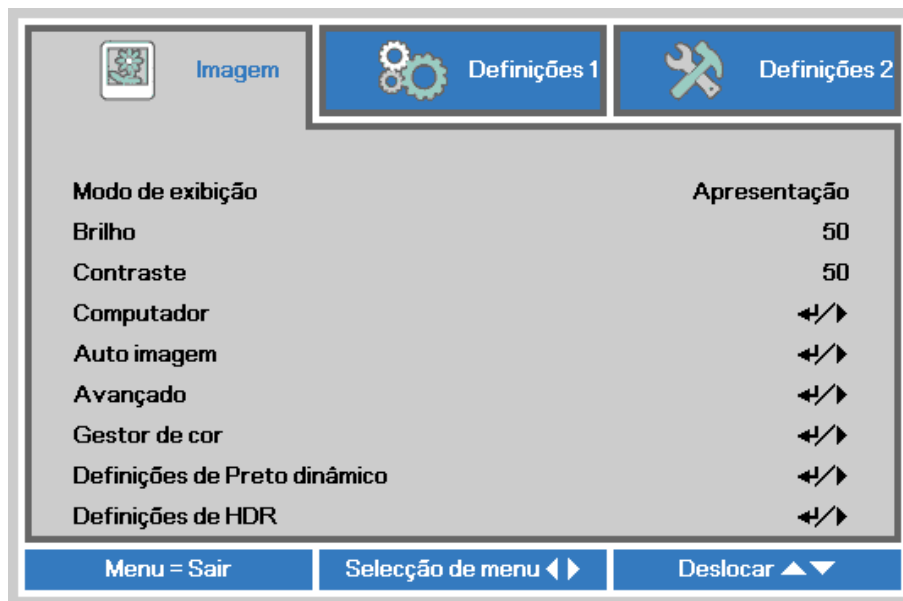 Imagem
Definições 1
Definições 2
Modo de exibição Apresentação
Brilho 50
Contraste 50
Computador ↵/▶
Auto imagem ↵/▶
Avançado ↵/▶
Gestor de cor ↵/▶
Definições de Preto dinâmico ↵/▶
Definições de HDR ↵/▶
Menu = Sair
Selecção de menu ◀ ▶
Deslocar ▲▼